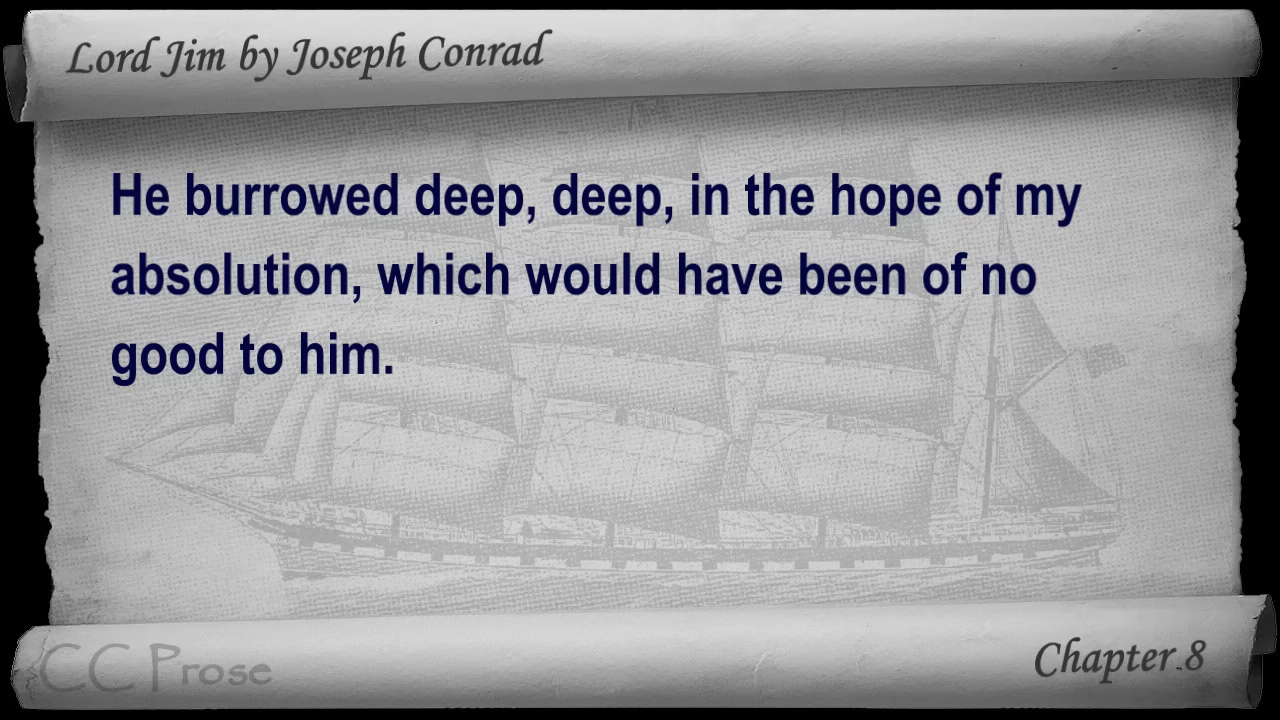 Lord Jim by Joseph Conrad
He burrowed deep, deep, in the hope of my
absolution, which would have been of no
good to him.
CC Prose
Chapter 8